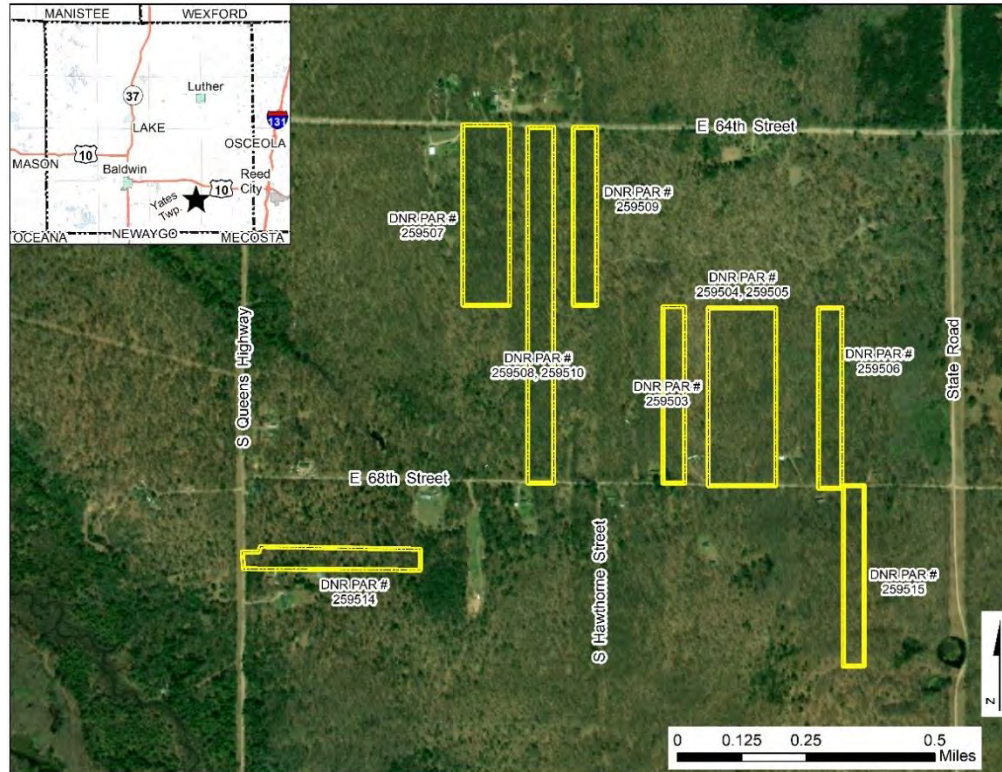 MANISTEE
WEXFORD
37
Luther
LAKE
131
OSCEOLA
MASON
10
Baldwin
10
Reed
City
Yates
Twp.
OCEANA
NEWAYGO
MECOSTA
E 64th Street
DNR PAR #
259507
DNR PAR #
259509
DNR PAR #
259504, 259505
DNR PAR #
259508, 259510
DNR PAR #
259503
DNR PAR #
259506
S Queens Highway
State Road
E 68th Street
DNR PAR #
259514
S Hawthorne Street
DNR PAR #
259515
N
0 0.125 0.25 0.5
Miles